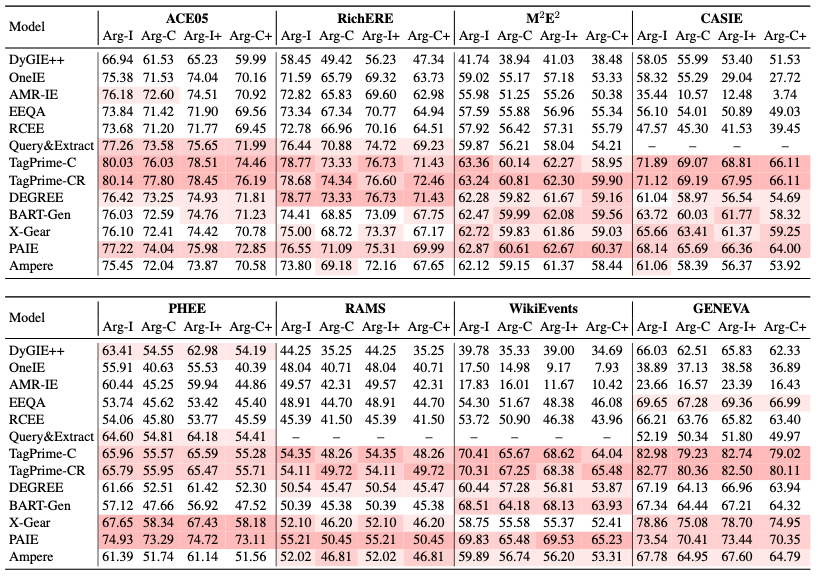 Model ACE05 RichERE M²E² CASIE
Arg-I Arg-C Arg-I+ Arg-C+ Arg-I Arg-C Arg-I+ Arg-C+ Arg-I Arg-C Arg-I+ Arg-C+ Arg-I Arg-C Arg-I+ Arg-C+
DyGIE++ 66.94 61.53 65.23 59.99 58.45 49.42 56.23 47.34 41.74 38.94 41.03 38.48 58.05 55.99 53.40 51.53
OneIE 75.38 71.53 74.04 70.16 71.59 65.79 69.32 63.73 59.02 55.17 57.18 53.33 58.32 55.29 29.04 27.72
AMR-IE 76.18 72.60 74.51 70.92 72.82 65.83 69.60 62.98 55.98 51.25 55.26 50.38 35.44 10.57 12.48 3.74
EEQA 73.84 71.42 71.90 69.56 73.34 67.34 70.77 64.94 57.59 55.88 56.96 55.34 56.10 54.01 50.89 49.03
RCEE 73.68 71.20 71.77 69.45 72.78 66.96 70.16 64.51 57.92 56.42 57.31 55.79 47.57 45.30 41.53 39.45
Query&Extract 77.26 73.58 75.65 71.99 76.44 70.88 74.72 69.23 59.87 56.21 58.04 54.21 – – – –
TagPrime-C 80.03 76.03 78.51 74.46 78.77 73.33 76.73 71.43 63.36 60.14 62.27 58.95 71.89 69.07 68.81 66.11
TagPrime-CR 80.14 77.80 78.45 76.19 78.68 74.34 76.60 72.46 63.24 60.81 62.30 59.90 71.12 69.19 67.95 66.11
DEGREE 76.42 73.25 74.93 71.81 78.77 73.33 76.73 71.43 62.28 59.82 61.67 59.16 61.04 58.97 56.54 54.69
BART-Gen 76.03 72.59 74.76 71.23 74.41 68.85 73.09 67.75 62.47 59.99 62.08 59.56 63.72 60.03 61.77 58.32
X-Gear 76.10 72.41 74.42 70.78 75.00 68.72 73.37 67.17 62.72 59.83 61.86 59.03 65.66 63.41 61.37 59.25
PAIE 77.22 74.04 75.98 72.85 76.55 71.09 75.31 69.99 62.87 60.61 62.67 60.37 68.14 65.69 66.36 64.00
Ampere 75.45 72.04 73.87 70.58 73.80 69.18 72.16 67.65 62.12 59.15 61.37 58.44 61.06 58.39 56.37 53.92
Model PHEE RAMS WikiEvents GENEVA
Arg-I Arg-C Arg-I+ Arg-C+ Arg-I Arg-C Arg-I+ Arg-C+ Arg-I Arg-C Arg-I+ Arg-C+ Arg-I Arg-C Arg-I+ Arg-C+
DyGIE++ 63.41 54.55 62.98 54.19 44.25 35.25 44.25 35.25 39.78 35.33 39.00 34.69 66.03 62.51 65.83 62.33
OneIE 55.91 40.63 55.53 40.39 48.04 40.71 48.04 40.71 17.50 14.98 9.17 7.93 38.89 37.13 38.58 36.89
AMR-IE 60.44 45.25 59.94 44.86 49.57 42.31 49.57 42.31 17.83 16.01 11.67 10.42 23.66 16.57 23.39 16.43
EEQA 53.74 45.62 53.42 45.40 48.91 44.70 48.91 44.70 54.30 51.67 48.38 46.08 69.65 67.28 69.36 66.99
RCEE 54.06 45.80 53.77 45.59 45.39 41.50 45.39 41.50 53.72 50.90 46.38 43.96 66.21 63.76 65.82 63.40
Query&Extract 64.60 54.81 64.18 54.41 – – – – – – – – 52.19 50.34 51.80 49.97
TagPrime-C 65.96 55.57 65.59 55.28 54.35 48.26 54.35 48.26 70.41 65.67 68.62 64.04 82.98 79.23 82.74 79.02
TagPrime-CR 65.79 55.95 65.47 55.71 54.11 49.72 54.11 49.72 70.31 67.25 68.38 65.48 82.77 80.36 82.50 80.11
DEGREE 61.66 52.51 61.42 52.30 50.54 45.47 50.54 45.47 60.44 57.28 56.81 53.87 67.19 64.13 66.96 63.94
BART-Gen 57.12 47.66 56.92 47.52 50.39 45.38 50.39 45.38 68.51 64.18 68.13 63.93 67.34 64.44 67.21 64.32
X-Gear 67.65 58.34 67.43 58.18 52.10 46.20 52.10 46.20 58.75 55.58 55.37 52.41 78.86 75.08 78.70 74.95
PAIE 74.93 73.29 74.72 73.11 55.21 50.45 55.21 50.45 69.83 65.48 69.53 65.23 73.54 70.41 73.44 70.35
Ampere 61.39 51.74 61.14 51.56 52.02 46.81 52.02 46.81 59.89 56.74 56.20 53.31 67.78 64.95 67.60 64.79